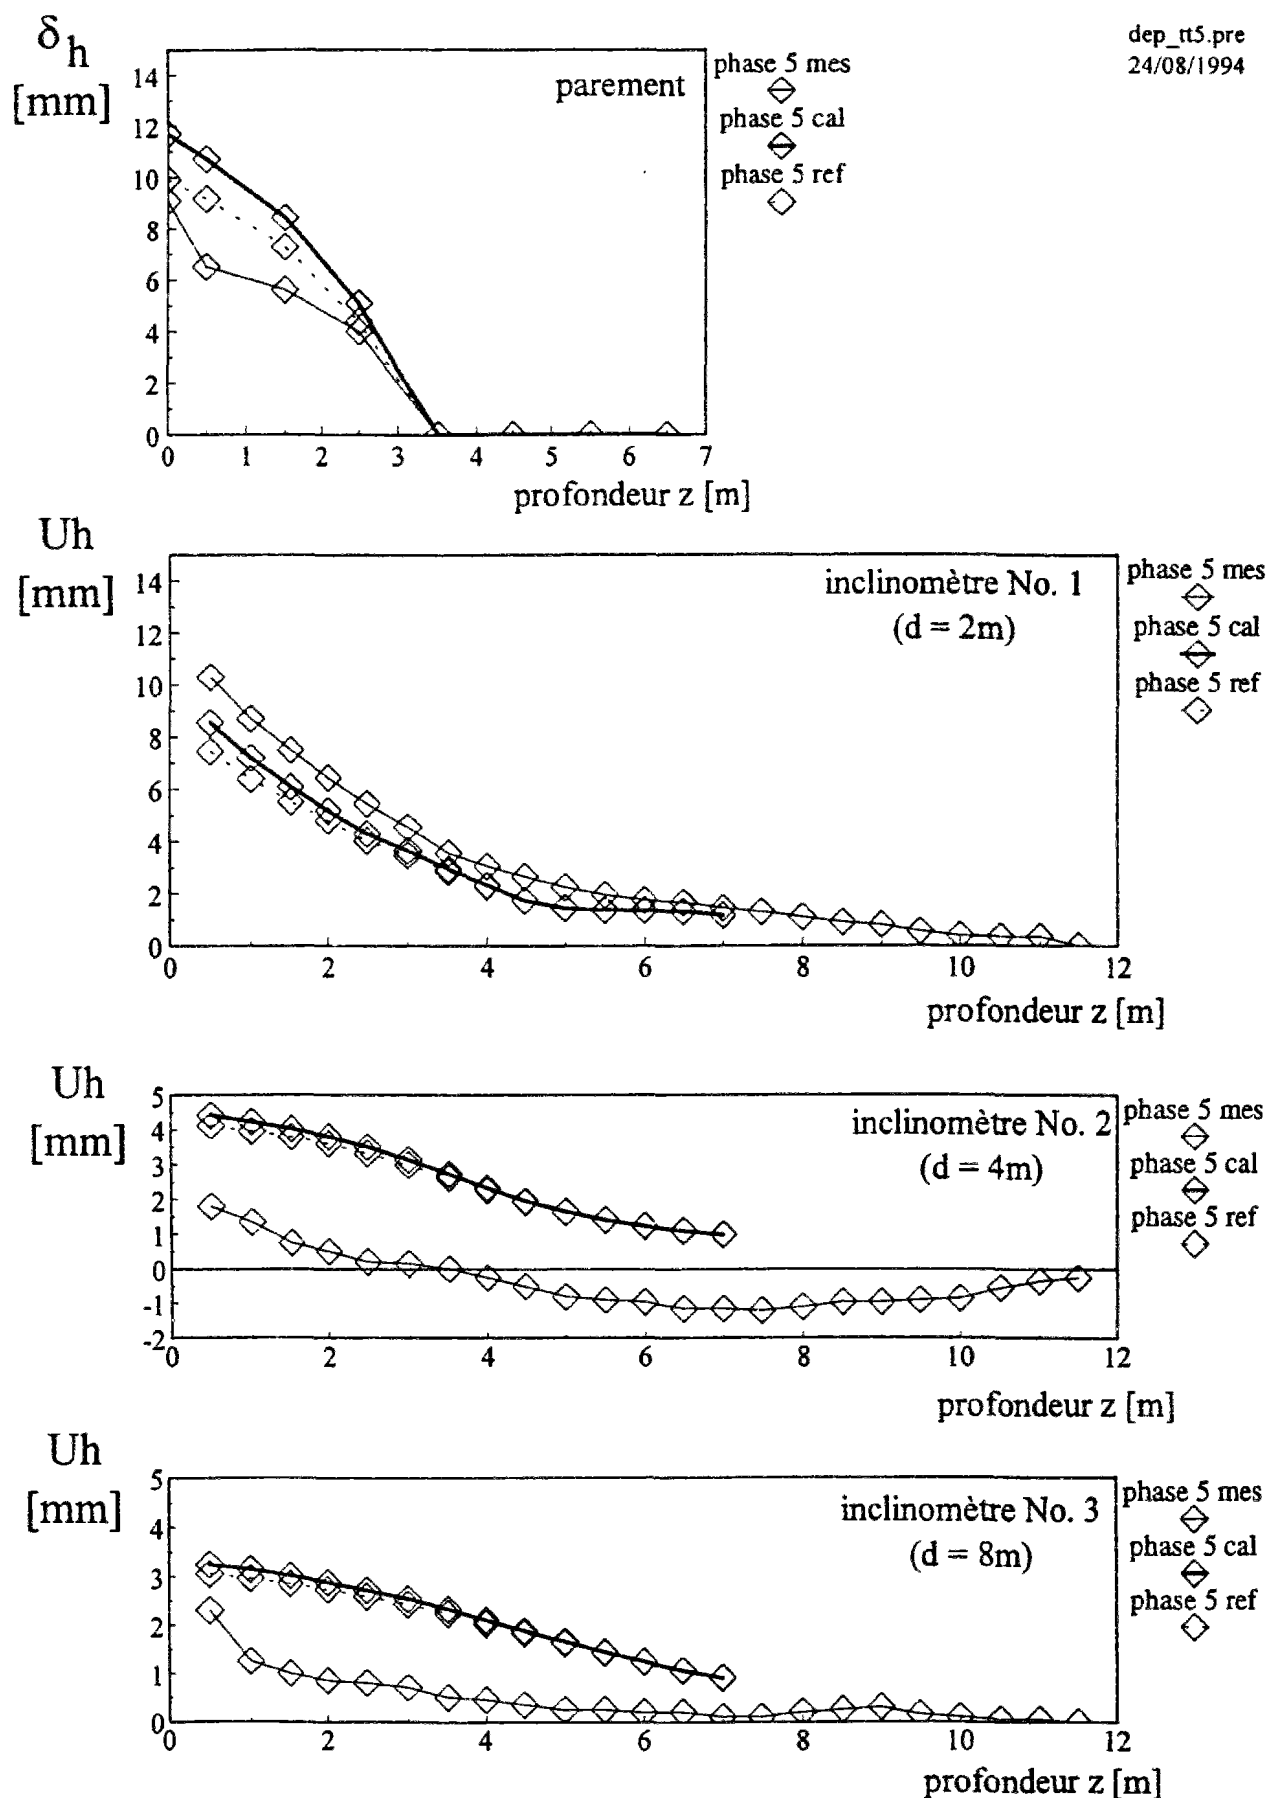 dep_tt5.pre
24/08/1994
δh
[mm]
14
12
10
8
6
4
2
0
0 1 2 3 4 5 6 7
parement
phase 5 mes
phase 5 cal
phase 5 ref
profondeur z [m]
Uh
[mm]
14
12
10
8
6
4
2
0
0 2 4 6 8 10 12
inclinomètre No. 1
(d = 2m)
phase 5 mes
phase 5 cal
phase 5 ref
profondeur z [m]
Uh
[mm]
5
4
3
2
1
0
-1
-2
0 2 4 6 8 10 12
inclinomètre No. 2
(d = 4m)
phase 5 mes
phase 5 cal
phase 5 ref
profondeur z [m]
Uh
[mm]
5
4
3
2
1
0
0 2 4 6 8 10 12
inclinomètre No. 3
(d = 8m)
phase 5 mes
phase 5 cal
phase 5 ref
profondeur z [m]